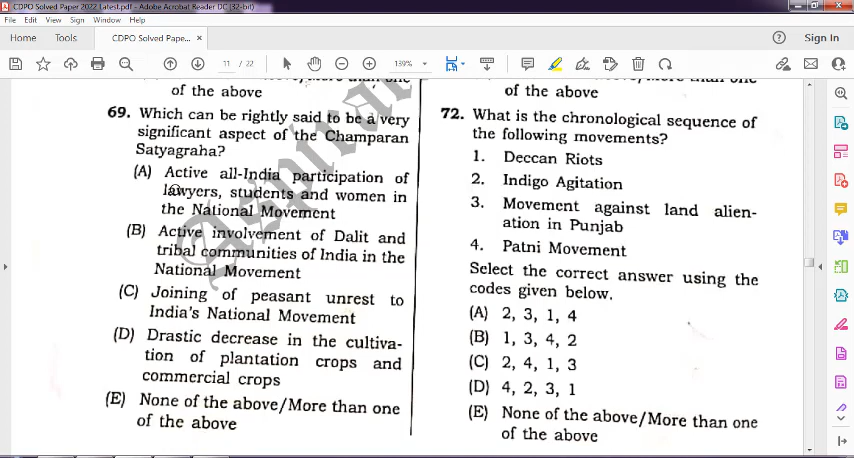 CDPO Solved Paper 2022 Latest.pdf - Adobe Acrobat Reader DC (32-bit)
File Edit View Sign Window Help
Home Tools CDPO Solved Pape... × Sign In
11 / 22 139%
of the above
69. Which can be rightly said to be a very
significant aspect of the Champaran
Satyagraha?
(A) Active all-India participation of
lawyers, students and women in
the National Movement
(B) Active involvement of Dalit and
tribal communities of India in the
National Movement
(C) Joining of peasant unrest to
India's National Movement
(D) Drastic decrease in the cultiva-
tion of plantation crops and
commercial crops
(E) None of the above/More than one
of the above
of the above
72. What is the chronological sequence of
the following movements?
1. Deccan Riots
2. Indigo Agitation
3. Movement against land alien-
ation in Punjab
4. Patni Movement
Select the correct answer using the
codes given below.
(A) 2, 3, 1, 4
(B) 1, 3, 4, 2
(C) 2, 4, 1, 3
(D) 4, 2, 3, 1
(E) None of the above/More than one
of the above